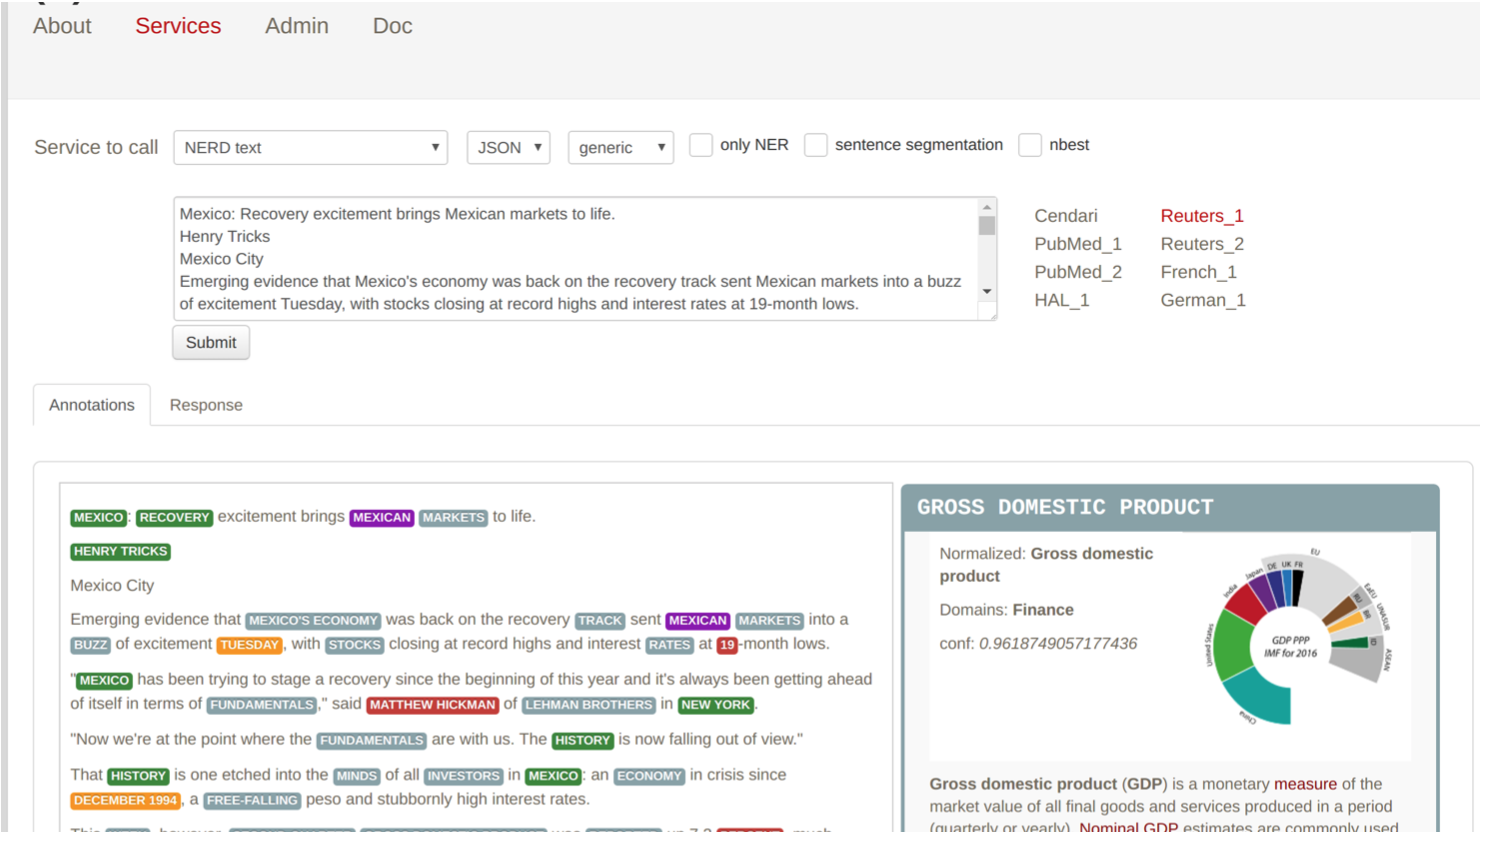 About Services Admin Doc
Service to call NERD text JSON generic only NER sentence segmentation nbest
Mexico: Recovery excitement brings Mexican markets to life.
Henry Tricks
Mexico City
Emerging evidence that Mexico's economy was back on the recovery track sent Mexican markets into a buzz
of excitement Tuesday, with stocks closing at record highs and interest rates at 19-month lows.
Cendari Reuters_1
PubMed_1 Reuters_2
PubMed_2 French_1
HAL_1 German_1
Submit
Annotations Response
MEXICO: RECOVERY excitement brings MEXICAN MARKETS to life.
HENRY TRICKS
Mexico City
Emerging evidence that MEXICO'S ECONOMY was back on the recovery TRACK sent MEXICAN MARKETS into a
BUZZ of excitement TUESDAY, with STOCKS closing at record highs and interest RATES at 19-month lows.
"MEXICO has been trying to stage a recovery since the beginning of this year and it's always been getting ahead
of itself in terms of FUNDAMENTALS," said MATTHEW HICKMAN of LEHMAN BROTHERS in NEW YORK.
"Now we're at the point where the FUNDAMENTALS are with us. The HISTORY is now falling out of view."
That HISTORY is one etched into the MINDS of all INVESTORS in MEXICO: an ECONOMY in crisis since
DECEMBER 1994, a FREE-FALLING peso and stubbornly high interest rates.
GROSS DOMESTIC PRODUCT
Normalized: Gross domestic
product
Domains: Finance
conf: 0.9618749057177436
EU
FR
UK
DE
Japan
India
United States
China
EaEU
RU
UNASUR
BR
ID
ASEAN
GDP PPP
IMF for 2016
Gross domestic product (GDP) is a monetary measure of the
market value of all final goods and services produced in a period
(quarterly or yearly). Nominal GDP estimates are commonly used